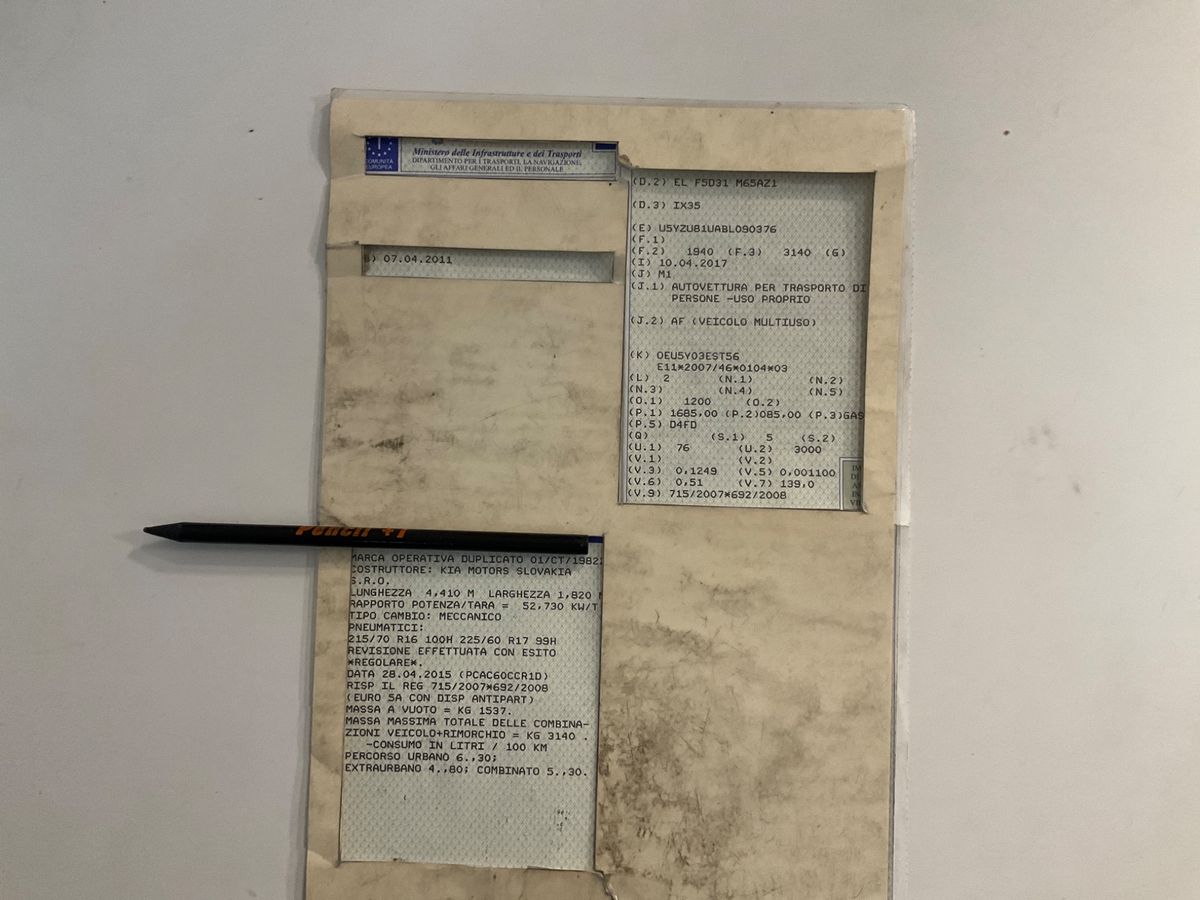 COMUNITÀ
EUROPEA
Ministero delle Infrastrutture e dei Trasporti
DIPARTIMENTO PER I TRASPORTI, LA NAVIGAZIONE,
GLI AFFARI GENERALI ED IL PERSONALE
B) 07.04.2011
(D.2) EL F5D31 M65AZ1
(D.3) IX35
(E) U5YZU81UABL090376
(F.1)
(F.2) 1940 (F.3) 3140 (G)
(I) 10.04.2017
(J) M1
(J.1) AUTOVETTURA PER TRASPORTO DI
PERSONE -USO PROPRIO
(J.2) AF (VEICOLO MULTIUSO)
(K) OEU5Y03EST56
E11*2007/46*0104*03
(L) 2 (N.1) (N.2)
(N.3) (N.4) (N.5)
(O.1) 1200 (O.2)
(P.1) 1685,00 (P.2)085,00 (P.3)GAS
(P.5) D4FD
(Q) (S.1) 5 (S.2)
(U.1) 76 (U.2) 3000
(V.1) (V.2)
(V.3) 0,1249 (V.5) 0,001100
(V.6) 0,51 (V.7) 139,0
(V.9) 715/2007*692/2008
Pencil +1
MARCA OPERATIVA DUPLICATO 01/CT/1982
COSTRUTTORE: KIA MOTORS SLOVAKIA
S.R.O.
LUNGHEZZA 4,410 M LARGHEZZA 1,820 M
RAPPORTO POTENZA/TARA = 52,730 KW/T
TIPO CAMBIO: MECCANICO
PNEUMATICI:
215/70 R16 100H 225/60 R17 99H
REVISIONE EFFETTUATA CON ESITO
*REGOLARE*.
DATA 28.04.2015 (PCAC60CCR1D)
RISP IL REG 715/2007*692/2008
(EURO 5A CON DISP ANTIPART)
MASSA A VUOTO = KG 1537.
MASSA MASSIMA TOTALE DELLE COMBINA-
ZIONI VEICOLO+RIMORCHIO = KG 3140 .
-CONSUMO IN LITRI / 100 KM
PERCORSO URBANO 6.,30;
EXTRAURBANO 4.,80; COMBINATO 5.,30.